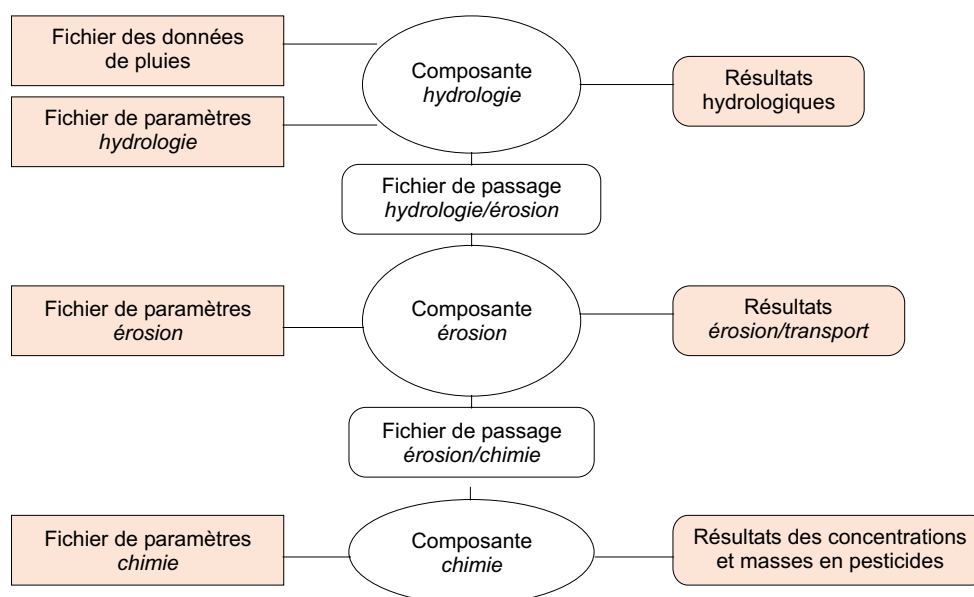 Fichier des données
de pluies
Composante
hydrologie
Résultats
hydrologiques
Fichier de paramètres
hydrologie
Fichier de passage
hydrologie/érosion
Fichier de paramètres
érosion
Composante
érosion
Résultats
érosion/transport
Fichier de passage
érosion/chimie
Fichier de paramètres
chimie
Composante
chimie
Résultats des concentrations
et masses en pesticides